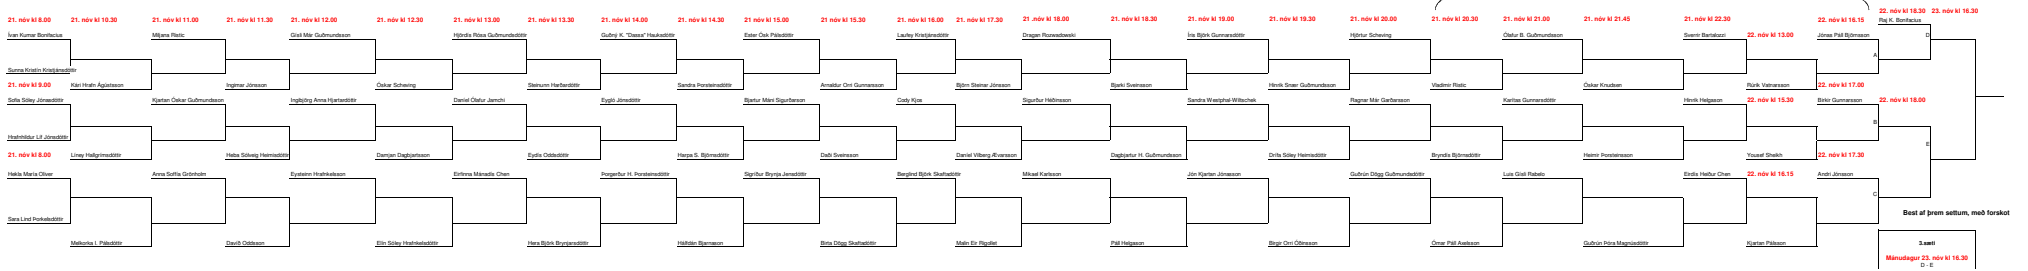 22. nóv kl 18.30 23. nóv kl 16.30
21. nóv kl 8.00 21. nóv kl 10.30 21. nóv kl 11.00 21. nóv kl 11.30 21. nóv kl 12.00 21. nóv kl 12.30 21. nóv kl 13.00 21. nóv kl 13.30 21. nóv kl 14.00 21. nóv kl 14.30 21. nóv kl 15.00 21. nóv kl 15.30 21. nóv kl 16.00 21. nóv kl 17.30 21 .nóv kl 18.00 21. nóv kl 18.30 21. nóv kl 19.00 21. nóv kl 19.30 21. nóv kl 20.00 21. nóv kl 20.30 21. nóv kl 21.00 21. nóv kl 21.45 21. nóv kl 22.30 22. nóv kl 16.15 Raj K. Bonifacius
Ívan Kumar Bonifacius Miljana Ristic Gísli Már Guðmundsson Hjördís Rósa Guðmundsdóttir Guðný K. "Dassa" Hauksdóttir Ester Ósk Pálsdóttir Laufey Kristjánsdóttir Dragan Rozwadowski Íris Björk Gunnarsdóttir Hjörtur Scheving Ólafur B. Guðmundsson Sverrir Bartalozzi 22. nóv kl 13.00 Jónas Páll Björnsson D
A
Sunna Kristín Kristjánsdóttir
21. nóv kl 9.00 Kári Hrafn Ágústsson Ingimar Jónsson Óskar Scheving Steinunn Harðardóttir Sandra Þorsteinsdóttir Arnaldur Orri Gunnarsson Björn Steinar Jónsson Bjarki Sveinsson Hinrik Snær Guðmundsson Vladimir Ristic Óskar Knudsen Rúrik Vatnarsson 22. nóv kl 17.00
Sofía Sóley Jónasdóttir Kjartan Óskar Guðmundsson Ingibjörg Anna Hjartardóttir Daniel Ólafur Jamchi Eygló Jónsdóttir Bjartur Máni Sigurðarson Cody Kjos Sigurður Héðinsson Sandra Westphal-Wiltschek Ragnar Már Garðarsson Karitas Gunnarsdóttir Hinrik Helgason 22. nóv kl 15.30 Birkir Gunnarsson 22. nóv kl 18.00
B
Hrafnhildur Líf Jónsdóttir
E
21. nóv kl 8.00 Liney Hallgrímsdóttir Heba Sólveig Heimisdóttir Damjan Dagbjartsson Eydís Oddsdóttir Harpa S. Björnsdóttir Daði Sveinsson Daníel Vilberg Ævarsson Dagbjartur H. Guðmundsson Drífa Sóley Heimisdóttir Bryndís Björnsdóttir Heimir Þorsteinsson Yousef Sheikh 22. nóv kl 17.30
Hekla María Oliver Anna Soffía Grönholm Eysteinn Hrafnkelsson Eirfinna Mánadís Chen Þorgerður H. Þorsteinsdóttir Sigríður Brynja Jensdóttir Berglind Björk Skaftadóttir Mikael Karlsson Jón Kjartan Jónasson Guðrún Dögg Guðmundsdóttir Luis Gísli Rabelo Eirdís Heiður Chen 22. nóv kl 16.15 Andri Jónsson
C
Best af þrem settum, með forskot
Sara Lind Þorkelsdóttir
Melkorka I. Pálsdóttir Davíð Oddsson Elín Sóley Hrafnkelsdóttir Hera Björk Brynjarsdóttir Hálfdán Bjarnason Birta Dögg Skaftadóttir Malin Eir Rigollet Páll Helgason Birgir Orri Óðinsson Ómar Páll Axelsson Guðrún Þóra Magnúsdóttir Kjartan Pálsson 3.sæti
Mánudagur 23. nóv kl 16.30
D - E